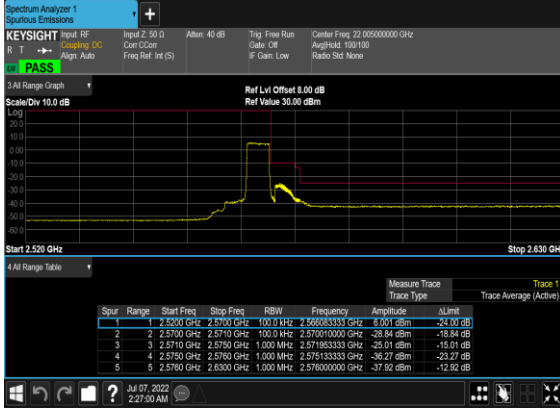 Spectrum Analyzer 1
Spurious Emissions
+
KEYSIGHT Input: RF Input Z: 50 Ω Atten: 40 dB Trig: Free Run Center Freq: 22.005000000 GHz
R T Coupling: DC Corr CCorr Gate: Off Avg|Hold: 100/100
Align: Auto Freq Ref: Int (S) IF Gain: Low Radio Std: None
LXI PASS
3 All Range Graph
Ref Lvl Offset 8.00 dB
Scale/Div 10.0 dB Ref Value 30.00 dBm
Log
20.0
10.0
0.00
-10.0
-20.0
-30.0
-40.0
-50.0
-60.0
Start 2.520 GHz Stop 2.630 GH
4 All Range Table
Measure Trace Trace 1
Trace Type Trace Average (Active)
Spur Range Start Freq Stop Freq RBW Frequency Amplitude ΔLimit
1 1 2.5200 GHz 2.5700 GHz 100.0 kHz 2.566083333 GHz 6.001 dBm -24.00 dB
2 2 2.5700 GHz 2.5710 GHz 100.0 kHz 2.570010000 GHz -28.84 dBm -18.84 dB
3 3 2.5710 GHz 2.5750 GHz 1.000 MHz 2.571953333 GHz -25.01 dBm -15.01 dB
4 4 2.5750 GHz 2.5760 GHz 1.000 MHz 2.575133333 GHz -36.27 dBm -23.27 dB
5 5 2.5760 GHz 2.6300 GHz 1.000 MHz 2.576000000 GHz -37.92 dBm -12.92 dB
? Jul 07, 2022
2:27:00 AM